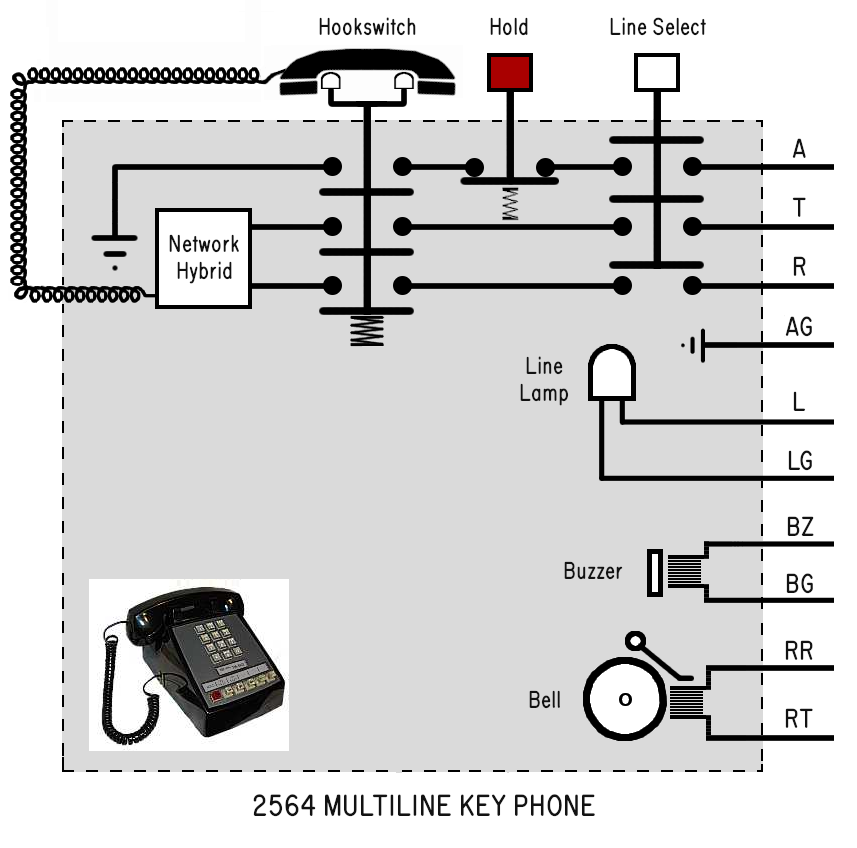 Hookswitch
Hold
Line Select
A
T
R
AG
L
LG
BZ
BG
RR
RT
Network
Hybrid
Line
Lamp
Buzzer
Bell
2564 MULTILINE KEY PHONE